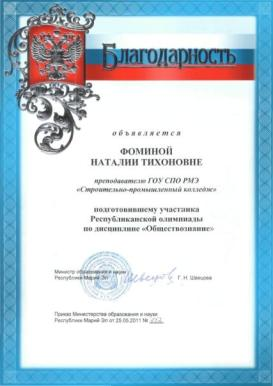 Благодарность
объявляется
ФОМИНОЙ
НАТАЛИИ ТИХОНОВНЕ
преподавателю ГОУ СПО РМЭ
«Строительно-промышленный колледж»
подготовившему участника
Республиканской олимпиады
по дисциплине «Обществознание»
Министр образования и науки
Республики Марий Эл
Г. Н. Швецова
Приказ Министерства образования и науки
Республики Марий Эл от 25.05.2011 №